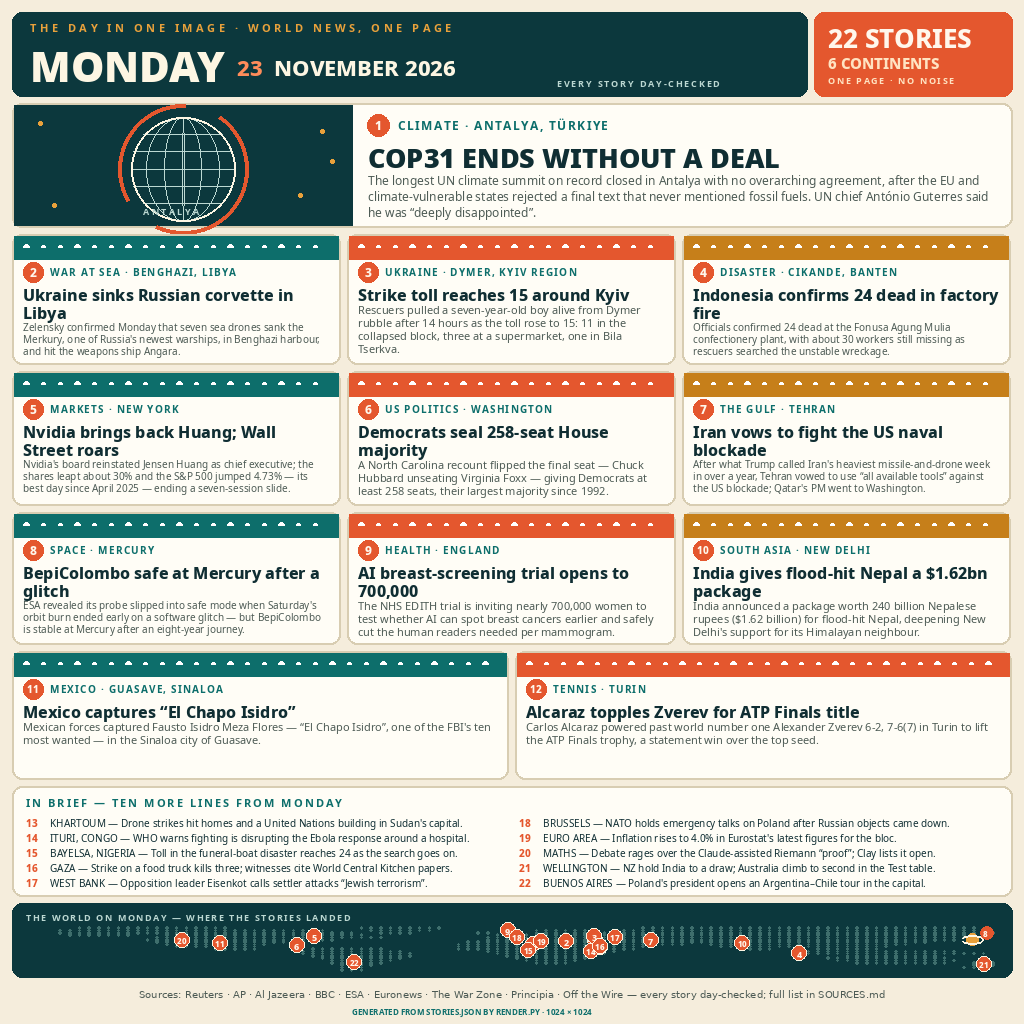 THE DAY IN ONE IMAGE · WORLD NEWS, ONE PAGE
MONDAY 23 NOVEMBER 2026
EVERY STORY DAY-CHECKED
22 STORIES
6 CONTINENTS
ONE PAGE · NO NOISE
ANTALYA
1 CLIMATE · ANTALYA, TÜRKIYE
COP31 ENDS WITHOUT A DEAL
The longest UN climate summit on record closed in Antalya with no overarching agreement, after the EU and
climate-vulnerable states rejected a final text that never mentioned fossil fuels. UN chief António Guterres said
he was “deeply disappointed”.
2 WAR AT SEA · BENGHAZI, LIBYA
Ukraine sinks Russian corvette in
Libya
Zelensky confirmed Monday that seven sea drones sank the
Merkury, one of Russia's newest warships, in Benghazi harbour,
and hit the weapons ship Angara.
3 UKRAINE · DYMER, KYIV REGION
Strike toll reaches 15 around Kyiv
Rescuers pulled a seven-year-old boy alive from Dymer
rubble after 14 hours as the toll rose to 15: 11 in the
collapsed block, three at a supermarket, one in Bila
Tserkva.
4 DISASTER · CIKANDE, BANTEN
Indonesia confirms 24 dead in factory
fire
Officials confirmed 24 dead at the Fonusa Agung Mulia
confectionery plant, with about 30 workers still missing as
rescuers searched the unstable wreckage.
5 MARKETS · NEW YORK
Nvidia brings back Huang; Wall
Street roars
Nvidia's board reinstated Jensen Huang as chief executive; the
shares leapt about 30% and the S&P 500 jumped 4.73% — its
best day since April 2025 — ending a seven-session slide.
6 US POLITICS · WASHINGTON
Democrats seal 258-seat House
majority
A North Carolina recount flipped the final seat — Chuck
Hubbard unseating Virginia Foxx — giving Democrats at
least 258 seats, their largest majority since 1992.
7 THE GULF · TEHRAN
Iran vows to fight the US naval
blockade
After what Trump called Iran's heaviest missile-and-drone week
in over a year, Tehran vowed to use “all available tools” against
the US blockade; Qatar's PM went to Washington.
8 SPACE · MERCURY
BepiColombo safe at Mercury after a
glitch
ESA revealed its probe slipped into safe mode when Saturday's
orbit burn ended early on a software glitch — but BepiColombo
is stable at Mercury after an eight-year journey.
9 HEALTH · ENGLAND
AI breast-screening trial opens to
700,000
The NHS EDITH trial is inviting nearly 700,000 women to
test whether AI can spot breast cancers earlier and safely
cut the human readers needed per mammogram.
10 SOUTH ASIA · NEW DELHI
India gives flood-hit Nepal a $1.62bn
package
India announced a package worth 240 billion Nepalese
rupees ($1.62 billion) for flood-hit Nepal, deepening New
Delhi's support for its Himalayan neighbour.
11 MEXICO · GUASAVE, SINALOA
Mexico captures “El Chapo Isidro”
Mexican forces captured Fausto Isidro Meza Flores — “El Chapo Isidro”, one of the FBI's ten
most wanted — in the Sinaloa city of Guasave.
12 TENNIS · TURIN
Alcaraz topples Zverev for ATP Finals title
Carlos Alcaraz powered past world number one Alexander Zverev 6-2, 7-6(7) in Turin to lift
the ATP Finals trophy, a statement win over the top seed.
IN BRIEF — TEN MORE LINES FROM MONDAY
13 KHARTOUM — Drone strikes hit homes and a United Nations building in Sudan's capital.
14 ITURI, CONGO — WHO warns fighting is disrupting the Ebola response around a hospital.
15 BAYELSA, NIGERIA — Toll in the funeral-boat disaster reaches 24 as the search goes on.
16 GAZA — Strike on a food truck kills three; witnesses cite World Central Kitchen papers.
17 WEST BANK — Opposition leader Eisenkot calls settler attacks “Jewish terrorism”.
18 BRUSSELS — NATO holds emergency talks on Poland after Russian objects came down.
19 EURO AREA — Inflation rises to 4.0% in Eurostat's latest figures for the bloc.
20 MATHS — Debate rages over the Claude-assisted Riemann “proof”; Clay lists it open.
21 WELLINGTON — NZ hold India to a draw; Australia climb to second in the Test table.
22 BUENOS AIRES — Poland's president opens an Argentina–Chile tour in the capital.
THE WORLD ON MONDAY — WHERE THE STORIES LANDED
20 11 6 5 22 9 18 15 19 2 3 14 16 17 7 10 4 8 21
Sources: Reuters · AP · Al Jazeera · BBC · ESA · Euronews · The War Zone · Principia · Off the Wire — every story day-checked; full list in SOURCES.md
GENERATED FROM STORIES.JSON BY RENDER.PY · 1024 × 1024